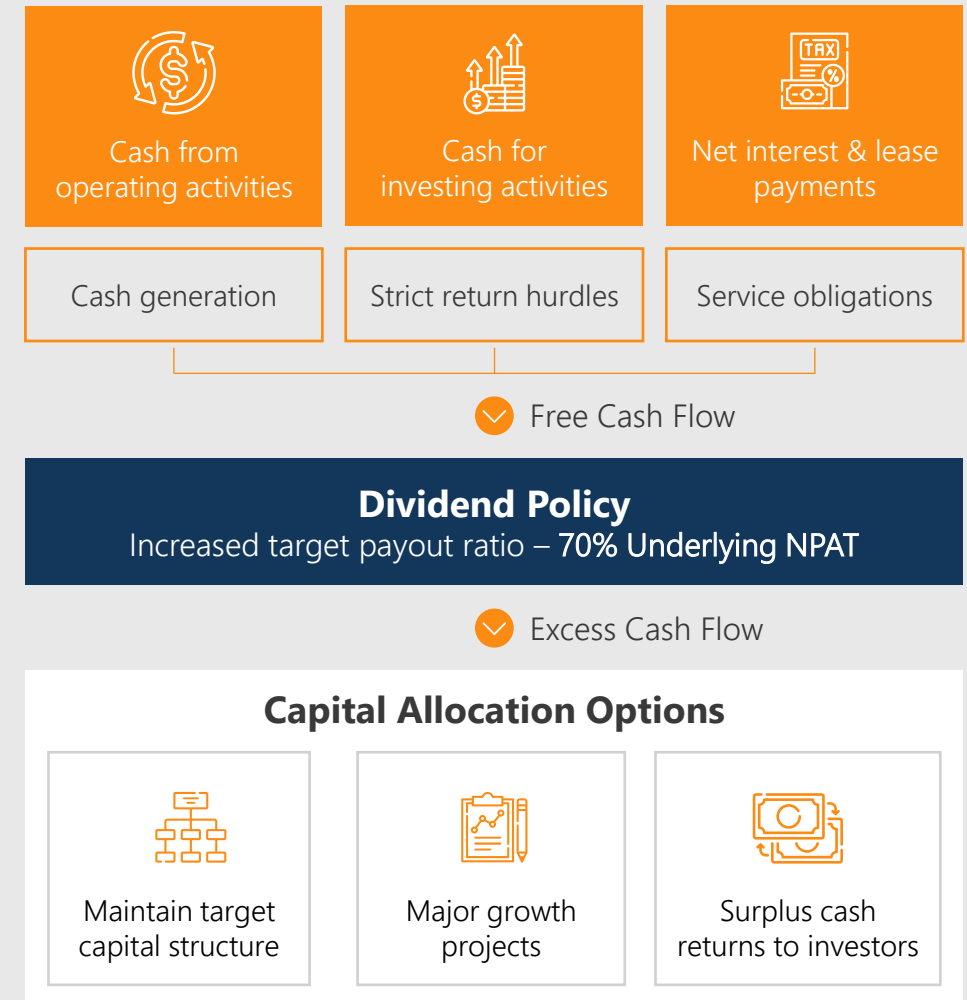 TAX
Cash from
operating activities
Cash for
investing activities
Net interest & lease
payments
Cash generation
Strict return hurdles
Service obligations
Free Cash Flow
Dividend Policy
Increased target payout ratio – 70% Underlying NPAT
Excess Cash Flow
Capital Allocation Options
Maintain target
capital structure
Major growth
projects
Surplus cash
returns to investors